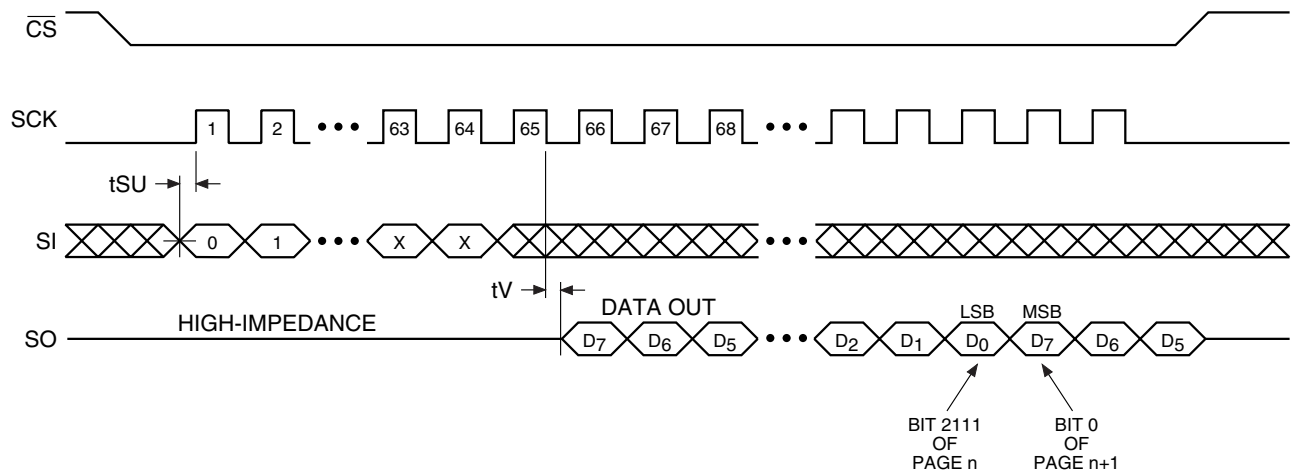 CS
SCK
1 2 ••• 63 64 65 66 67 68 •••
tSU
SI
0 1 ••• X X •••
tV
SO
HIGH-IMPEDANCE
DATA OUT
LSB MSB
D7 D6 D5 ••• D2 D1 D0 D7 D6 D5
BIT 2111
OF
PAGE n
BIT 0
OF
PAGE n+1